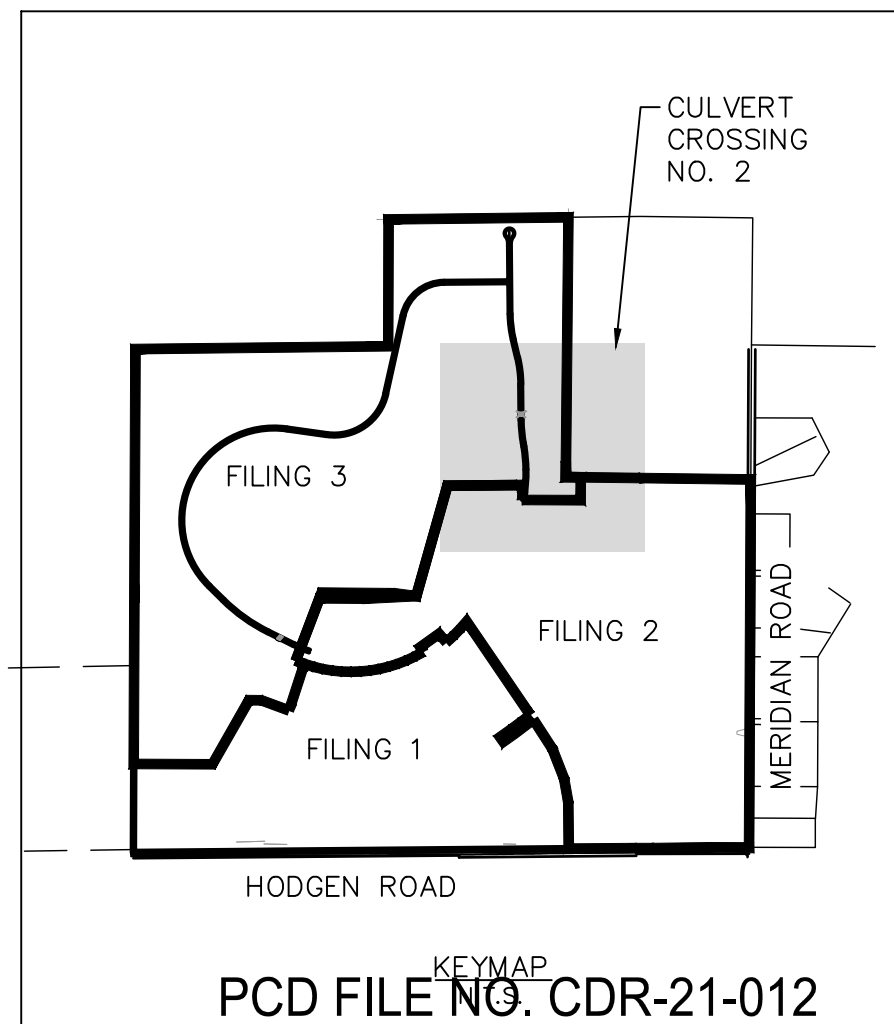 CULVERT
CROSSING
NO. 2
FILING 3
FILING 2
MERIDIAN ROAD
FILING 1
HODGEN ROAD
KEYMAP
N.T.S.
PCD FILE NO. CDR-21-012